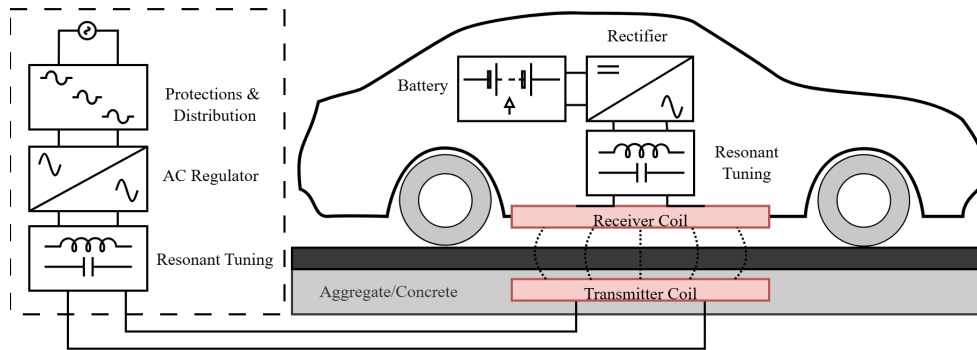 Protections &
Distribution
AC Regulator
Resonant Tuning
Rectifier
Battery
Resonant
Tuning
Receiver Coil
Aggregate/Concrete
Transmitter Coil